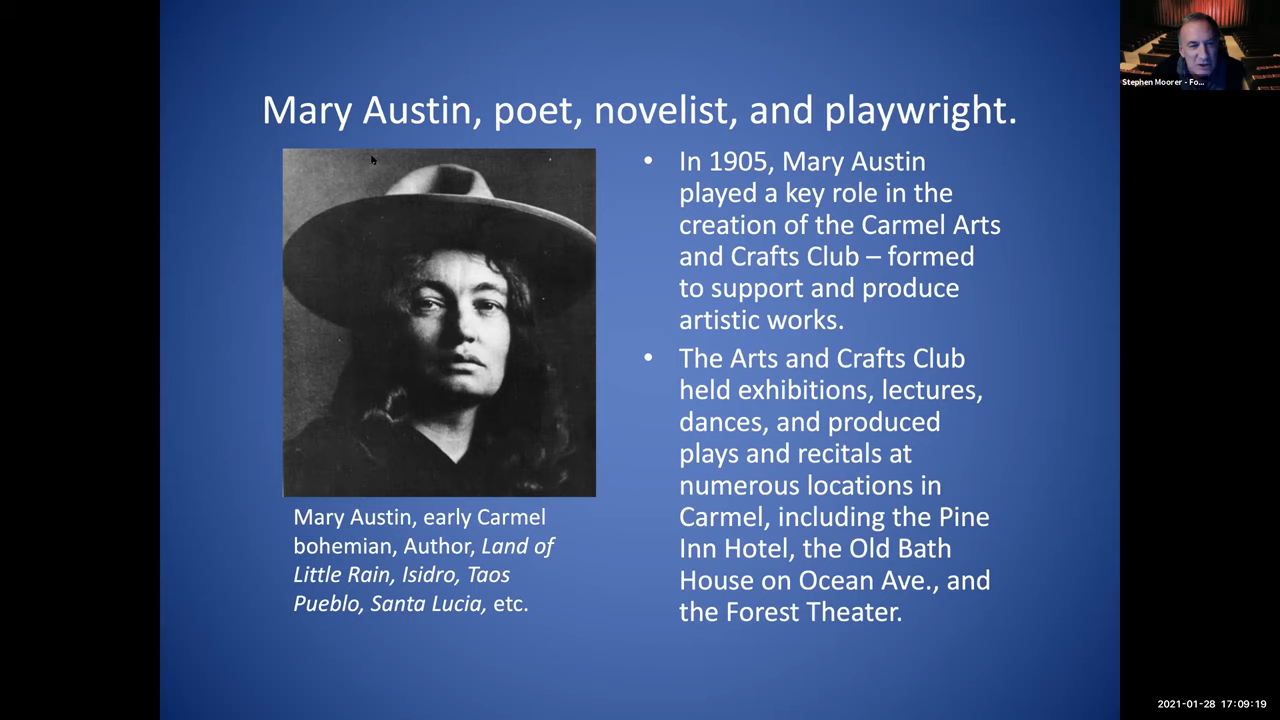 Mary Austin, poet, novelist, and playwright.
• In 1905, Mary Austin
played a key role in the
creation of the Carmel Arts
and Crafts Club – formed
to support and produce
artistic works.
• The Arts and Crafts Club
held exhibitions, lectures,
dances, and produced
plays and recitals at
numerous locations in
Carmel, including the Pine
Inn Hotel, the Old Bath
House on Ocean Ave., and
the Forest Theater.
Mary Austin, early Carmel
bohemian, Author, Land of
Little Rain, Isidro, Taos
Pueblo, Santa Lucia, etc.
Stephen Moorer - Fo...
2021-01-28 17:09:19